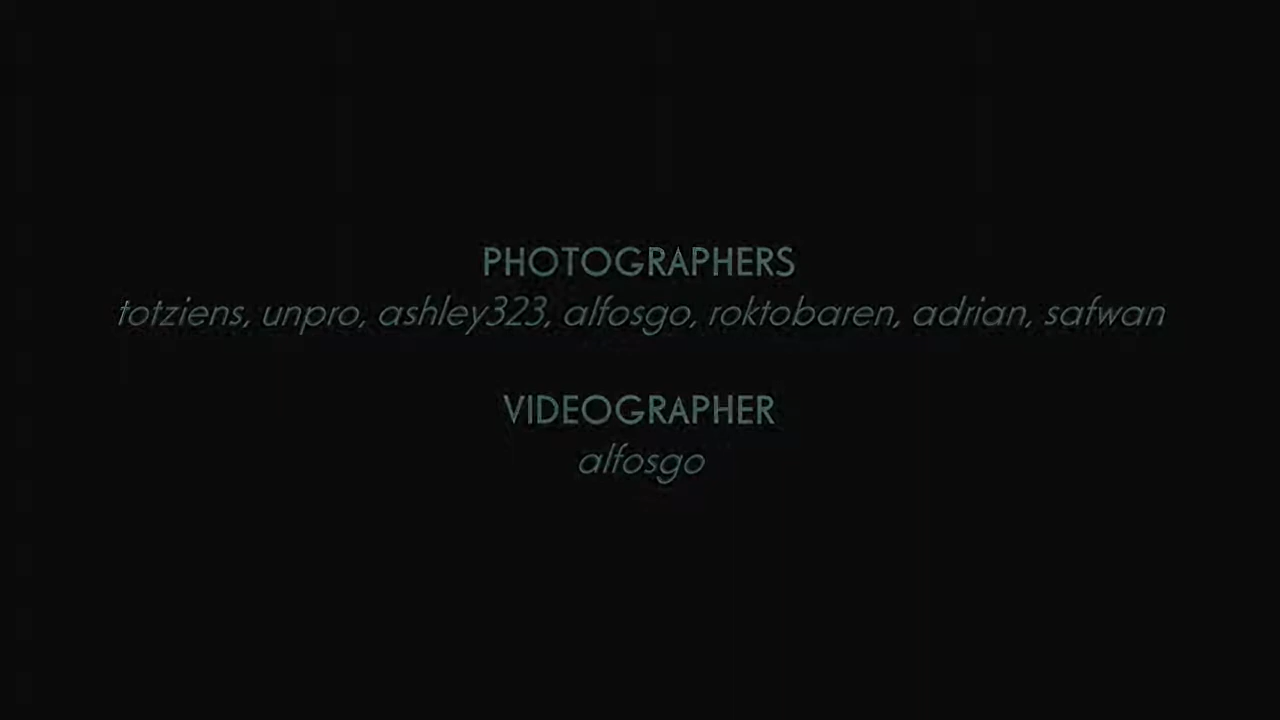 PHOTOGRAPHERS
totziens, unpro, ashley323, alfosgo, roktobaren, adrian, safwan
VIDEOGRAPHER
alfosgo